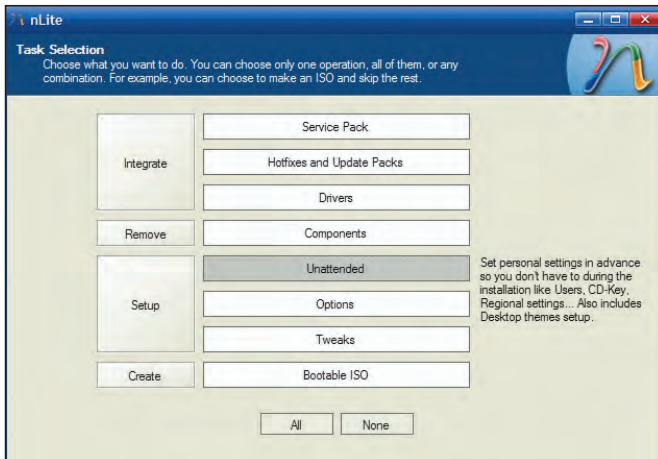 nLite
Task Selection
Choose what you want to do. You can choose only one operation, all of them, or any
combination. For example, you can choose to make an ISO and skip the rest.
Integrate
Service Pack
Hotfixes and Update Packs
Drivers
Remove
Components
Setup
Unattended
Options
Tweaks
Set personal settings in advance
so you don't have to during the
installation like Users, CD-Key,
Regional settings... Also includes
Desktop themes setup.
Create
Bootable ISO
All
None